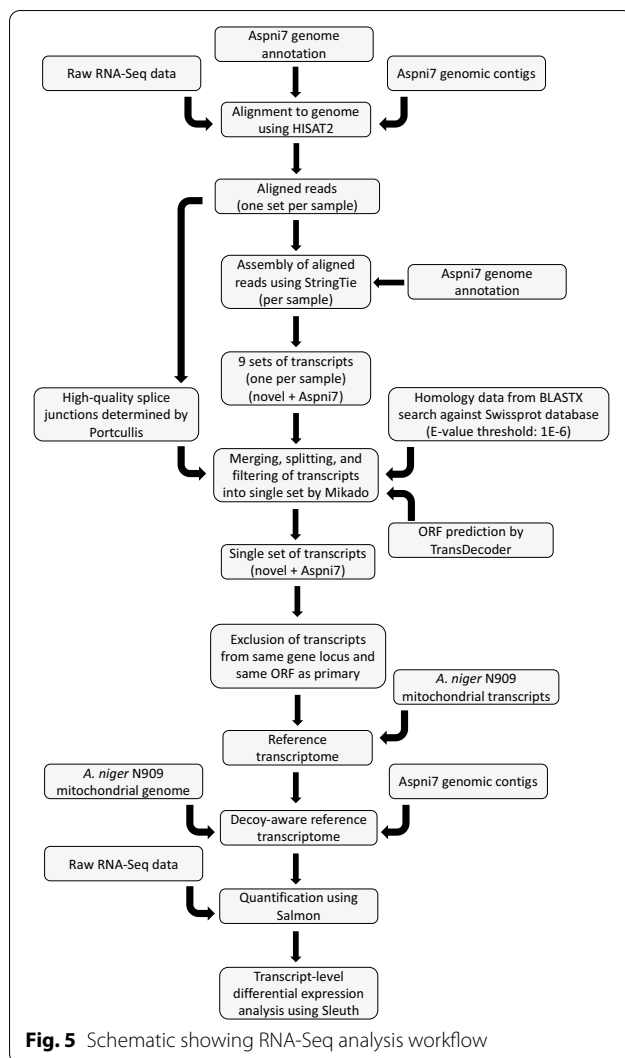 Aspni7 genome
annotation
Raw RNA-Seq data
Aspni7 genomic contigs
Alignment to genome
using HISAT2
Aligned reads
(one set per sample)
Assembly of aligned
reads using StringTie
(per sample)
Aspni7 genome
annotation
9 sets of transcripts
(one per sample)
(novel + Aspni7)
High-quality splice
junctions determined by
Portcullis
Homology data from BLASTX
search against Swissprot database
(E-value threshold: 1E-6)
Merging, splitting, and
filtering of transcripts
into single set by Mikado
ORF prediction by
TransDecoder
Single set of transcripts
(novel + Aspni7)
Exclusion of transcripts
from same gene locus and
same ORF as primary
A. niger N909
mitochondrial transcripts
Reference
transcriptome
A. niger N909
mitochondrial genome
Aspni7 genomic contigs
Decoy-aware reference
transcriptome
Raw RNA-Seq data
Quantification using
Salmon
Transcript-level
differential expression
analysis using Sleuth
Fig. 5 Schematic showing RNA-Seq analysis workflow